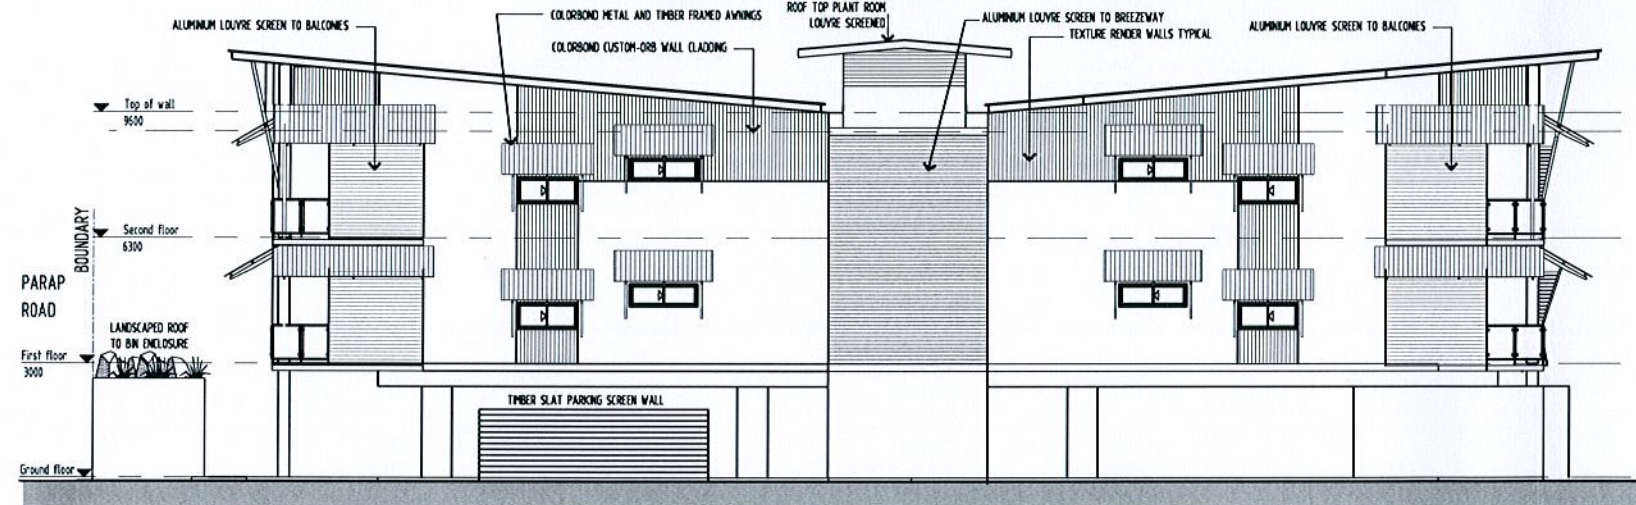 ROOF TOP PLANT ROOM
LOUVRE SCREENED
ALUMINIUM LOUVRE SCREEN TO BALCONIES
COLORBOND METAL AND TIMBER FRAMED AWNINGS
COLORBOND CUSTOM-ORB WALL CLADDING
ALUMINIUM LOUVRE SCREEN TO BREEZEWAY
TEXTURE RENDER WALLS TYPICAL
ALUMINIUM LOUVRE SCREEN TO BALCONIES
Top of wall
9600
Second floor
6300
BOUNDARY
PARAP
ROAD
LANDSCAPED ROOF
TO BIN ENCLOSURE
First floor
3000
TIMBER SLAT PARKING SCREEN WALL
Ground floor